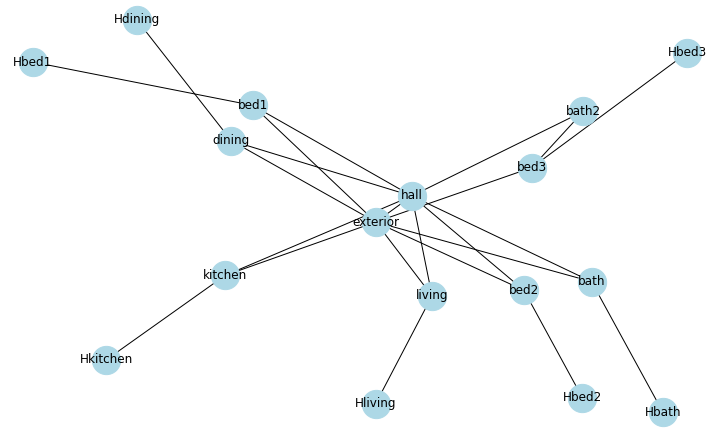 Hdining
Hbed1
Hbed3
bed1
bath2
dining
bed3
hall
exterior
kitchen
living
bed2
bath
Hkitchen
Hliving
Hbed2
Hbath